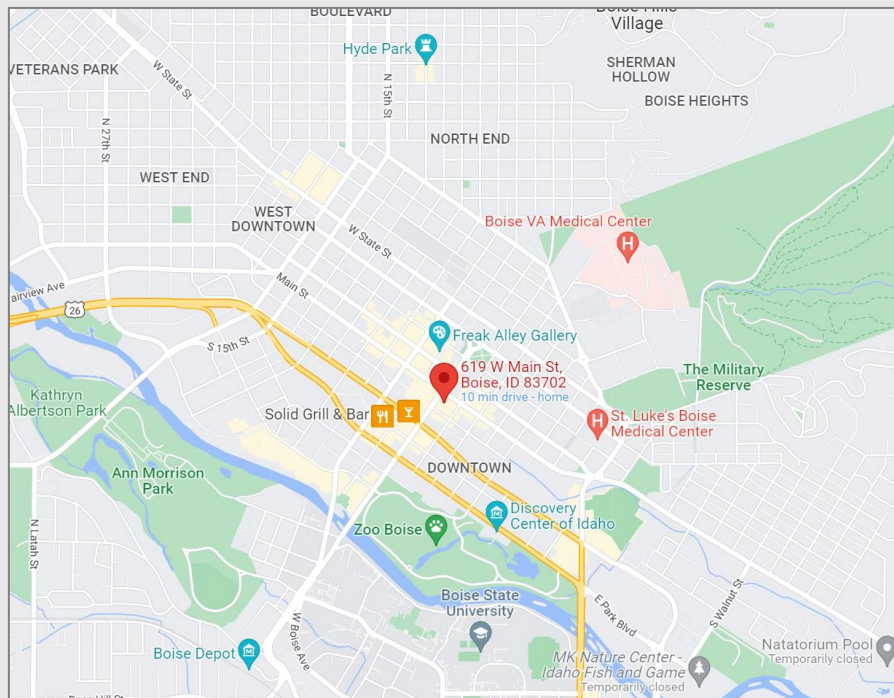 BOULEVARD
Village
Hyde Park
VETERANS PARK
SHERMAN
HOLLOW
W State St
N 15th St
BOISE HEIGHTS
N 27th St
NORTH END
WEST END
WEST
DOWNTOWN
Boise VA Medical Center
H
W State St
Main St
airview Ave
26
Freak Alley Gallery
S 15th St
619 W Main St,
Boise, ID 83702
10 min drive - home
The Military
Reserve
Kathryn
Albertson Park
Solid Grill & Bar
H
St. Luke's Boise
Medical Center
DOWNTOWN
Ann Morrison
Park
Discovery
Center of Idaho
Zoo Boise
N Latah St
Boise State
University
E Park Blvd
S Walnut St
W Boise Ave
Boise Depot
MK Nature Center -
Idaho Fish and Game
Temporarily closed
Natatorium Pool
Temporarily closed